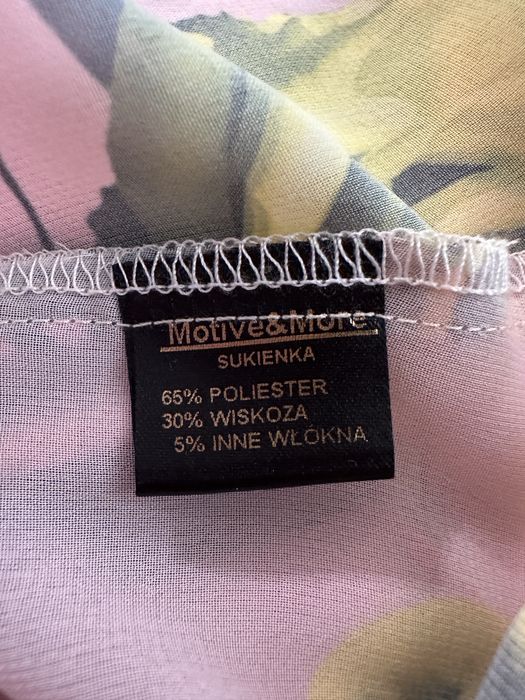 Motive&More
SUKIENKA
65% POLIESTER
30% WISKOZA
5% INNE WŁÓKNA